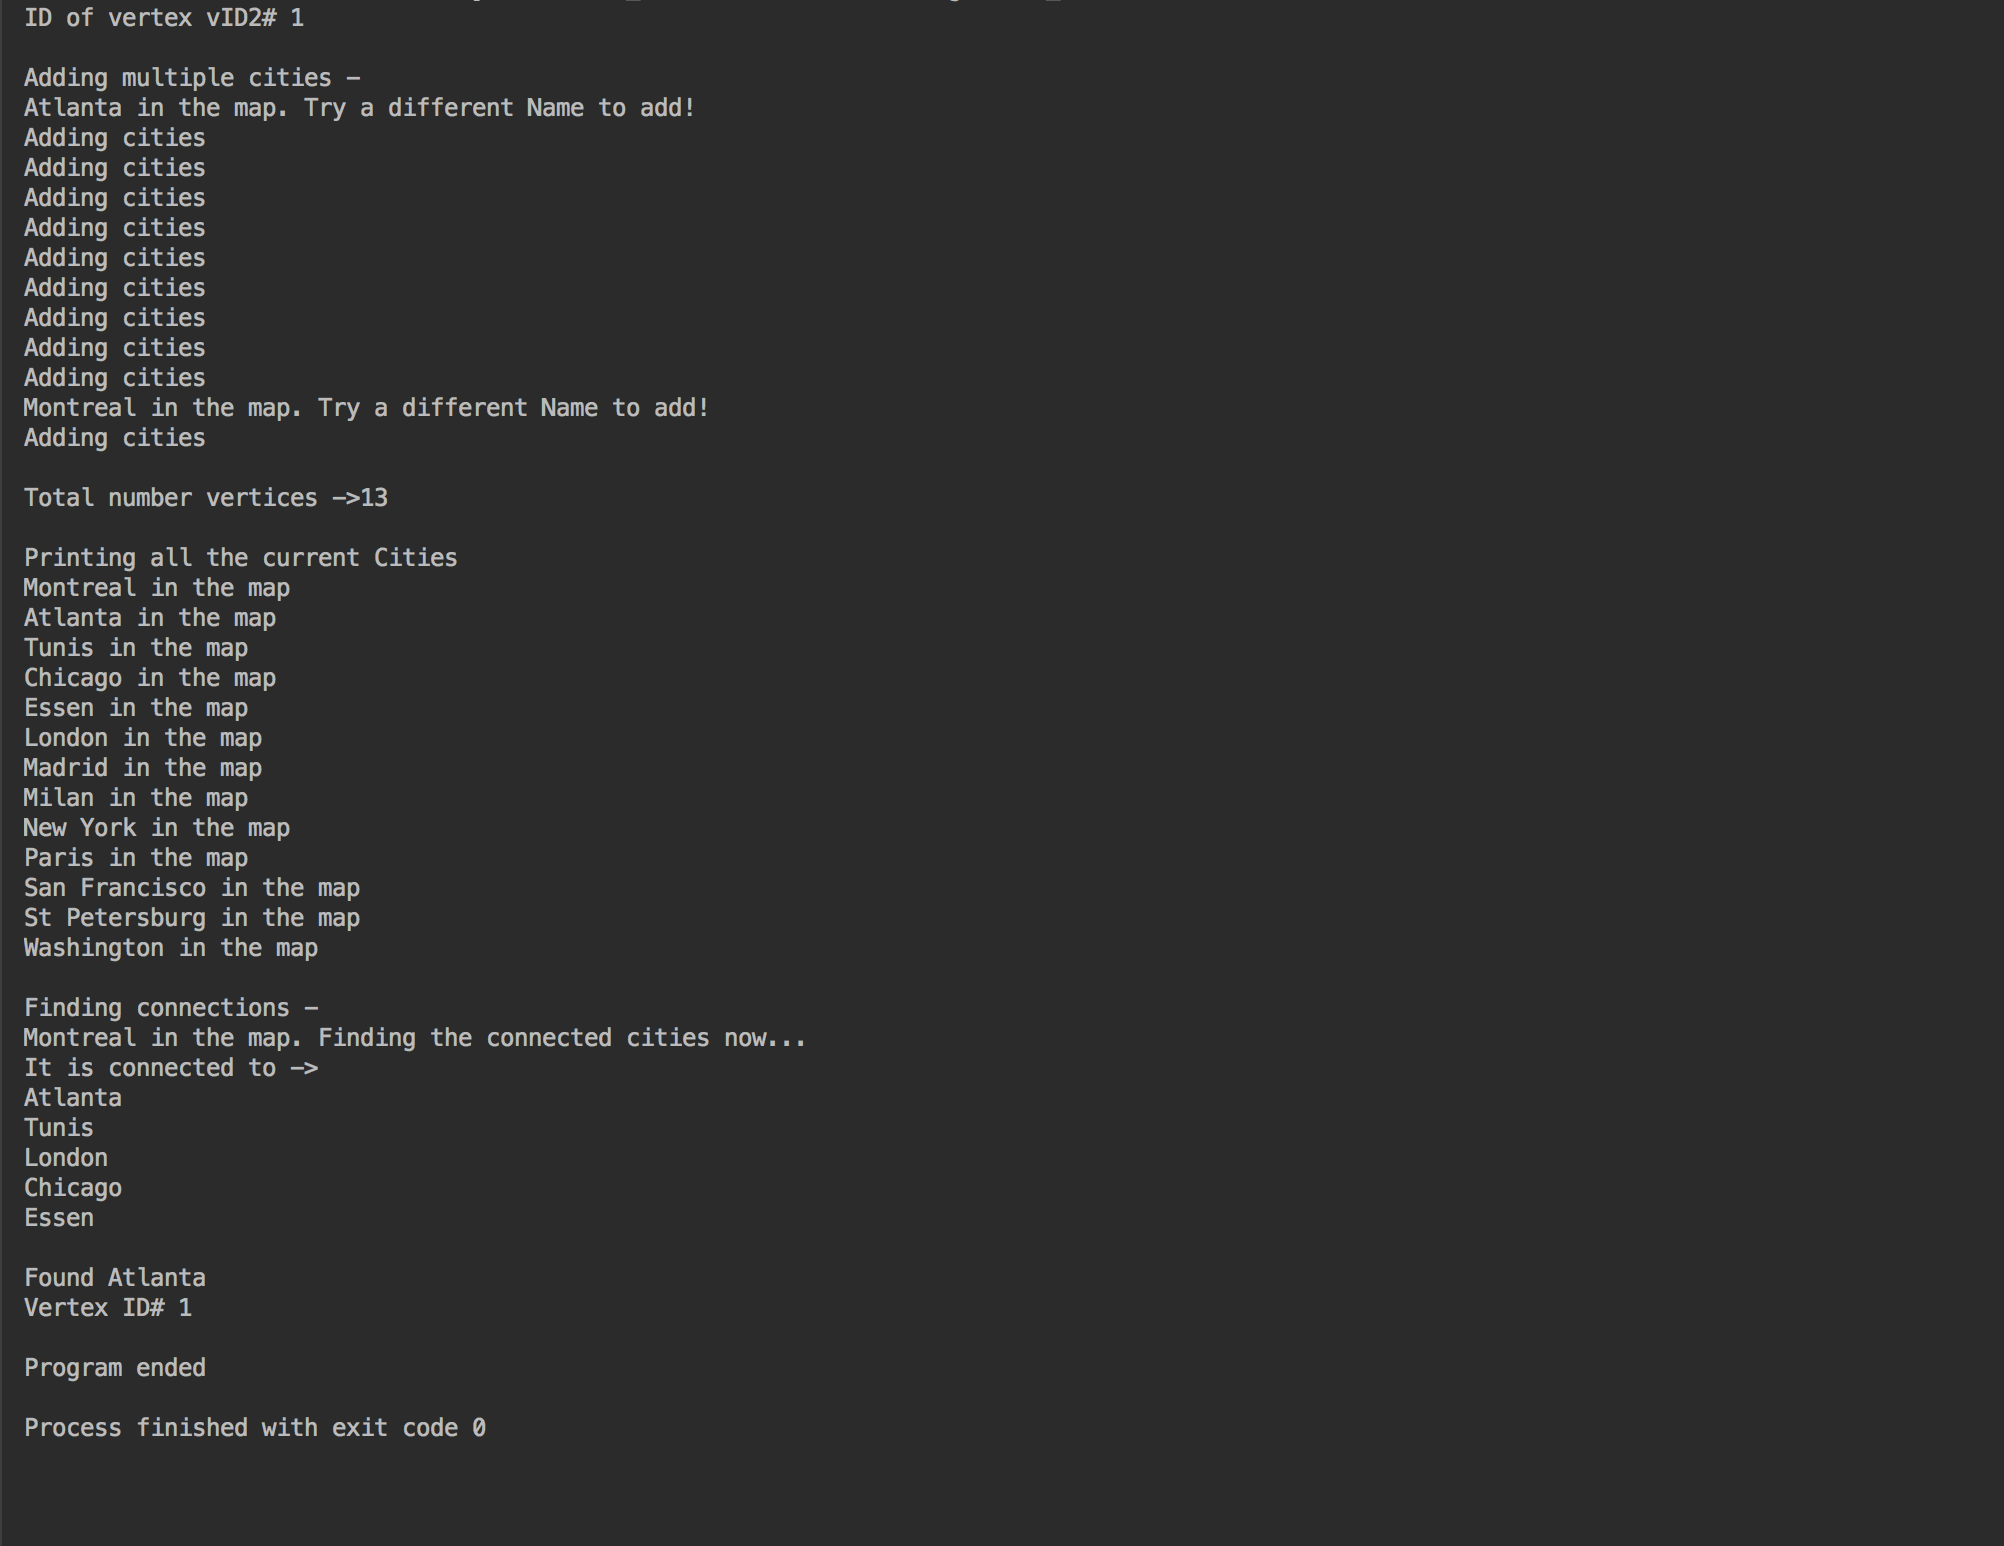 ID of vertex vID2# 1
Adding multiple cities –
Atlanta in the map. Try a different Name to add!
Adding cities
Adding cities
Adding cities
Adding cities
Adding cities
Adding cities
Adding cities
Adding cities
Adding cities
Montreal in the map. Try a different Name to add!
Adding cities
Total number vertices –>13
Printing all the current Cities
Montreal in the map
Atlanta in the map
Tunis in the map
Chicago in the map
Essen in the map
London in the map
Madrid in the map
Milan in the map
New York in the map
Paris in the map
San Francisco in the map
St Petersburg in the map
Washington in the map
Finding connections –
Montreal in the map. Finding the connected cities now...
It is connected to –>
Atlanta
Tunis
London
Chicago
Essen
Found Atlanta
Vertex ID# 1
Program ended
Process finished with exit code 0